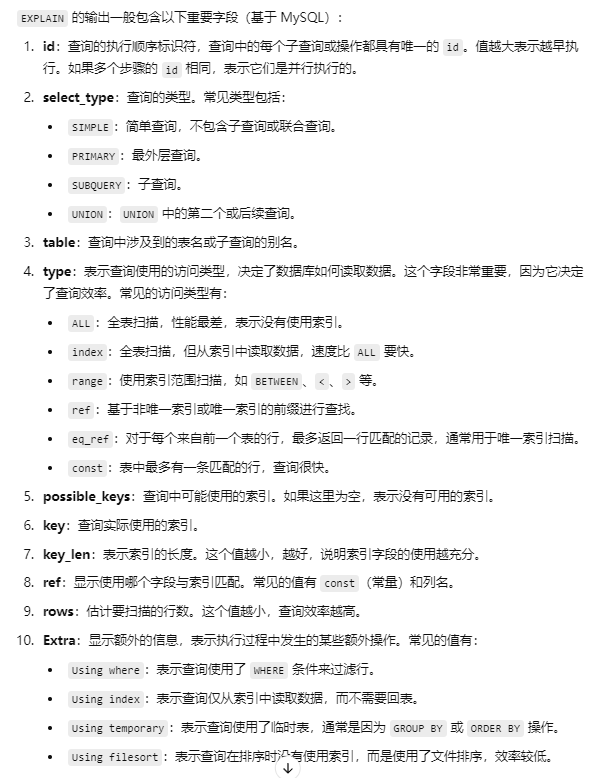 EXPLAIN 的输出一般包含以下重要字段（基于 MySQL）：
1. id：查询的执行顺序标识符，查询中的每个子查询或操作都具有唯一的 id。值越大表示越早执
行。如果多个步骤的 id 相同，表示它们是并行执行的。
2. select_type：查询的类型。常见类型包括：
• SIMPLE：简单查询，不包含子查询或联合查询。
• PRIMARY：最外层查询。
• SUBQUERY：子查询。
• UNION：UNION 中的第二个或后续查询。
3. table：查询中涉及到的表名或子查询的别名。
4. type：表示查询使用的访问类型，决定了数据库如何读取数据。这个字段非常重要，因为它决定
了查询效率。常见的访问类型有：
• ALL：全表扫描，性能最差，表示没有使用索引。
• index：全表扫描，但从索引中读取数据，速度比 ALL 要快。
• range：使用索引范围扫描，如 BETWEEN、<、> 等。
• ref：基于非唯一索引或唯一索引的前缀进行查找。
• eq_ref：对于每个来自前一个表的行，最多返回一行匹配的记录，通常用于唯一索引扫描。
• const：表中最多有一条匹配的行，查询很快。
5. possible_keys：查询中可能使用的索引。如果这里为空，表示没有可用的索引。
6. key：查询实际使用的索引。
7. key_len：表示索引的长度。这个值越小，越好，说明索引字段的使用越充分。
8. ref：显示使用哪个字段与索引匹配。常见的值有 const（常量）和列名。
9. rows：估计要扫描的行数。这个值越小，查询效率越高。
10. Extra：显示额外的信息，表示执行过程中发生的某些额外操作。常见的值有：
• Using where：表示查询使用了 WHERE 条件来过滤行。
• Using index：表示查询仅从索引中读取数据，而不需要回表。
• Using temporary：表示查询使用了临时表，通常是因为 GROUP BY 或 ORDER BY 操作。
• Using filesort：表示查询在排序时没有使用索引，而是使用了文件排序，效率较低。